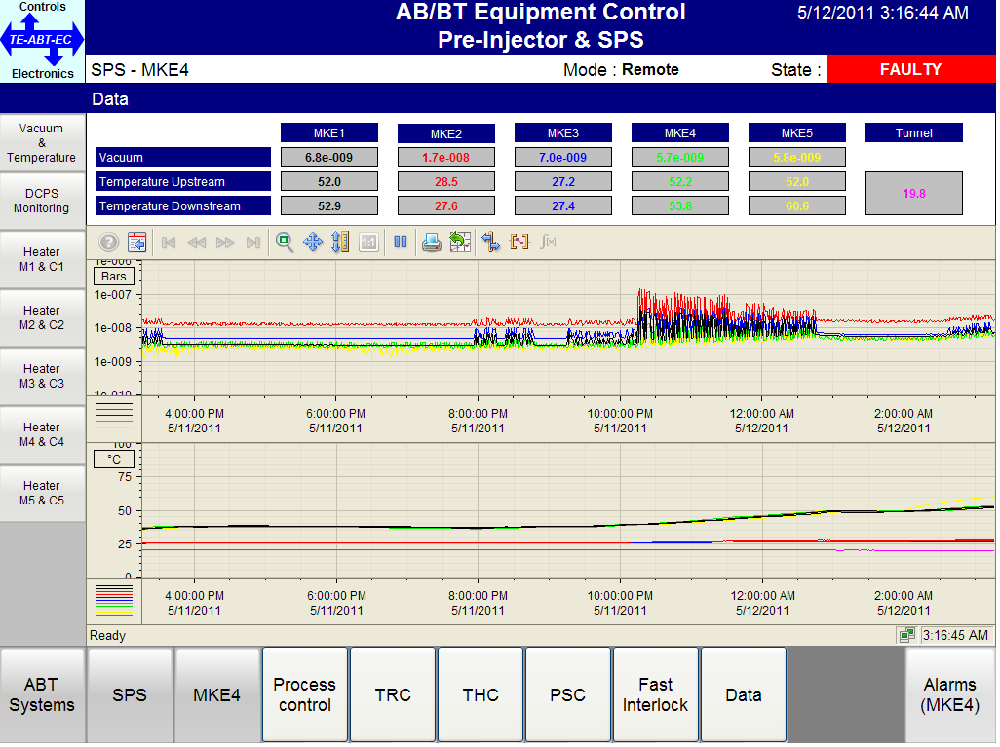 Controls
TE-ABT-EC
Electronics
AB/BT Equipment Control
Pre-Injector & SPS
5/12/2011 3:16:44 AM
SPS - MKE4
Mode : Remote
State : FAULTY
Data
Vacuum
&
Temperature
DCPS
Monitoring
Heater
M1 & C1
Heater
M2 & C2
Heater
M3 & C3
Heater
M4 & C4
Heater
M5 & C5
MKE1 MKE2 MKE3 MKE4 MKE5 Tunnel
Vacuum 6.8e-009 1.7e-008 7.0e-009 5.7e-009 5.8e-009
Temperature Upstream 52.0 28.5 27.2 52.2 52.0
19.8
Temperature Downstream 52.9 27.6 27.4 53.8 60.6
1:1
f(x)
1e-006
Bars
1e-007
1e-008
1e-009
1e-010
4:00:00 PM 6:00:00 PM 8:00:00 PM 10:00:00 PM 12:00:00 AM 2:00:00 AM
5/11/2011 5/11/2011 5/11/2011 5/11/2011 5/12/2011 5/12/2011
100
°C
75
50
25
0
4:00:00 PM 6:00:00 PM 8:00:00 PM 10:00:00 PM 12:00:00 AM 2:00:00 AM
5/11/2011 5/11/2011 5/11/2011 5/11/2011 5/12/2011 5/12/2011
Ready
3:16:45 AM
ABT
Systems
SPS
MKE4
Process
control
TRC
THC
PSC
Fast
Interlock
Data
Alarms
(MKE4)